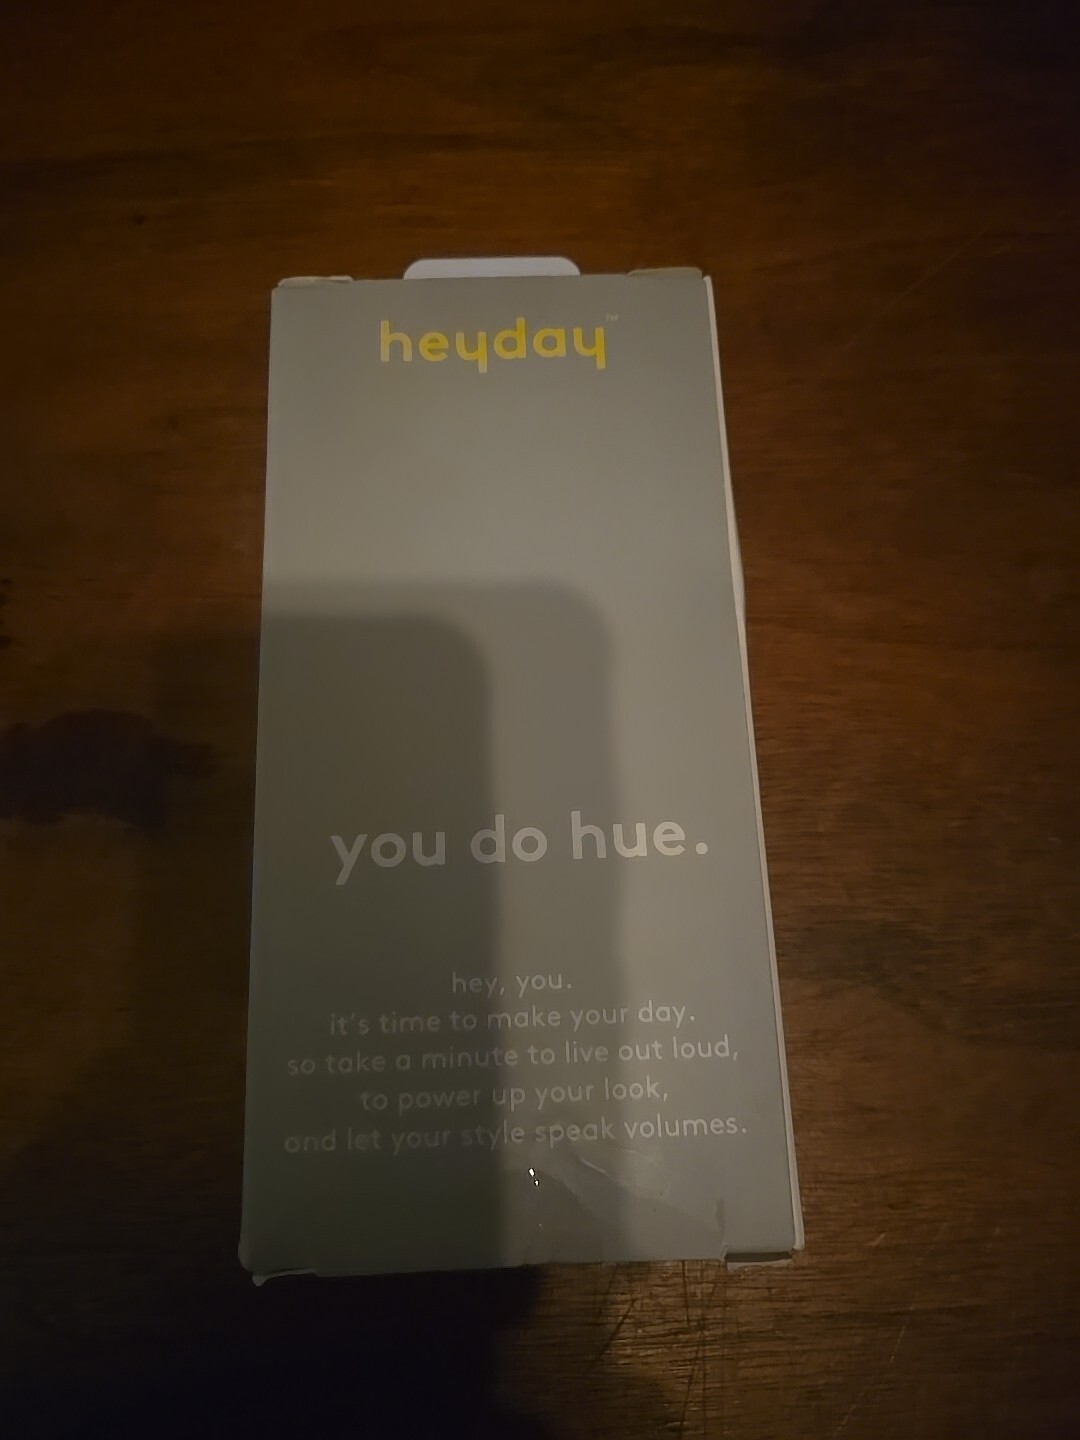 heyday™
you do hue.
hey, you.
it's time to make your day.
so take a minute to live out loud,
to power up your look,
and let your style speak volumes.